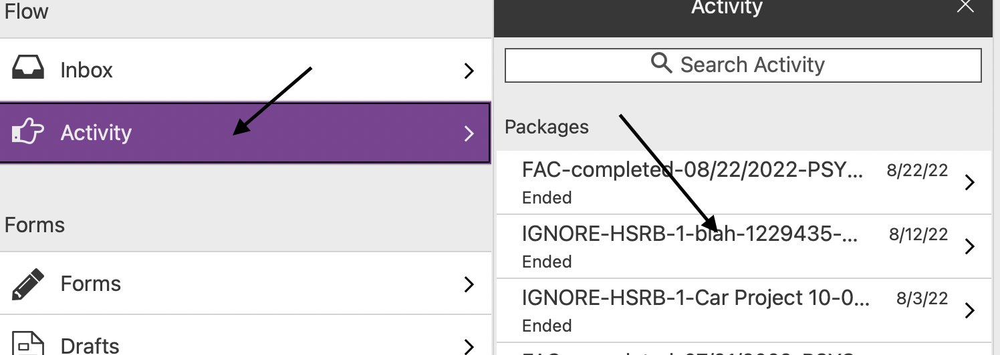 Flow
Inbox
Activity
Forms
Forms
Drafts
Activity
Search Activity
Packages
FAC-completed-08/22/2022-PSY... 8/22/22
Ended
IGNORE-HSRB-1-blah-1229435-... 8/12/22
Ended
IGNORE-HSRB-1-Car Project 10-0... 8/3/22
Ended